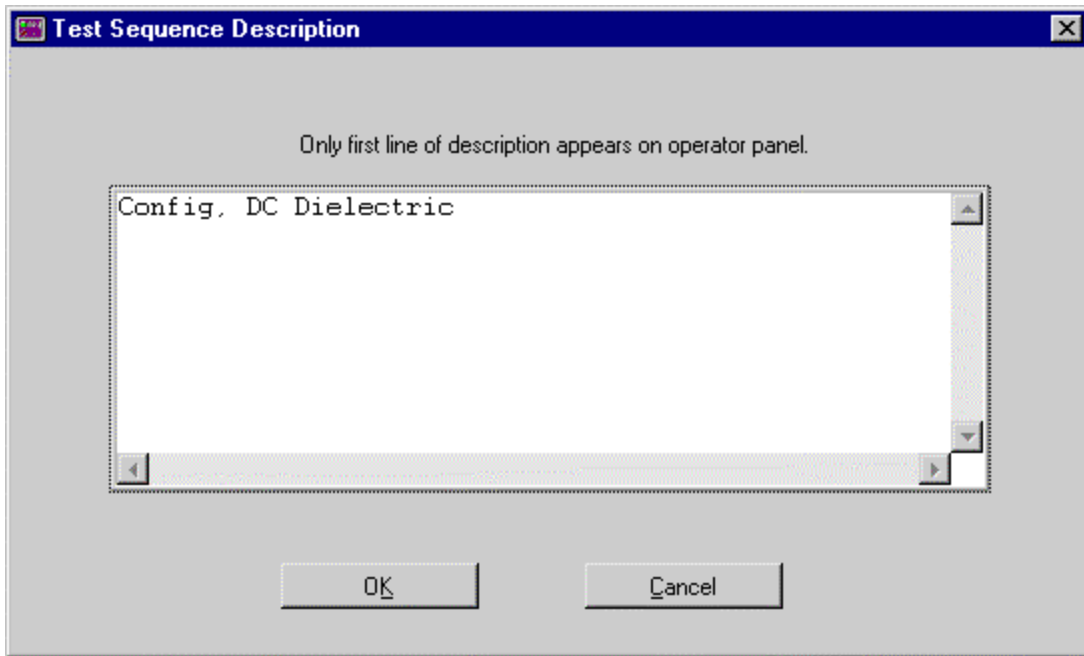 Test Sequence Description
Only first line of description appears on operator panel.
Config, DC Dielectric
OK
Cancel